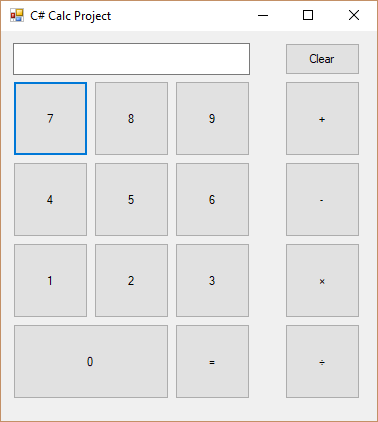 C# Calc Project
Clear
7 8 9 +
4 5 6 -
1 2 3 ×
0 = ÷